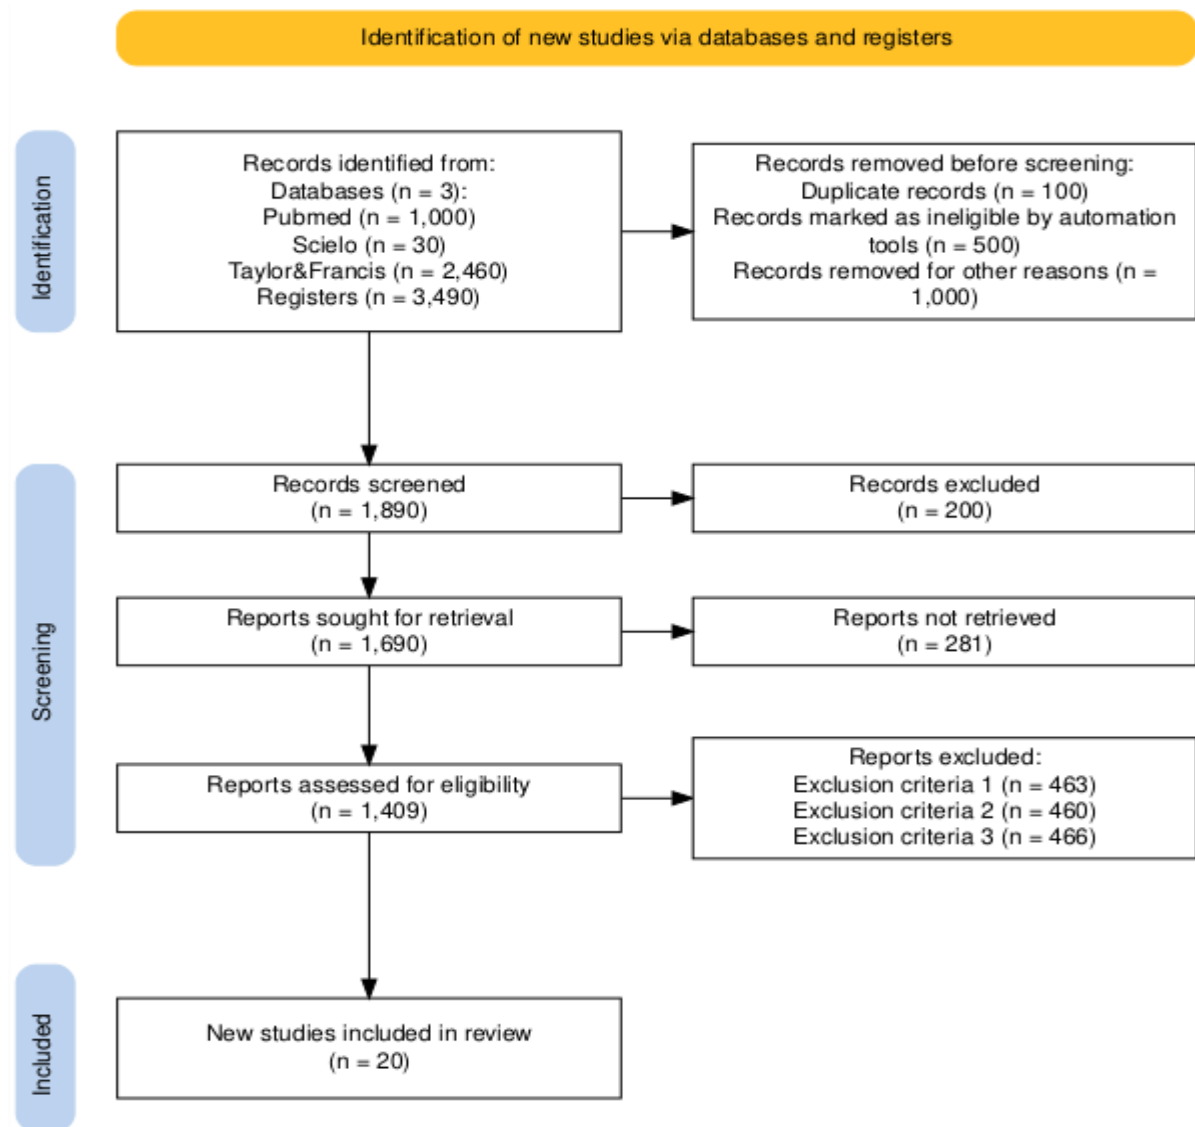 Identification of new studies via databases and registers
Identification
Records identified from:
Databases (n = 3):
Pubmed (n = 1,000)
Scielo (n = 30)
Taylor&Francis (n = 2,460)
Registers (n = 3,490)
Records removed before screening:
Duplicate records (n = 100)
Records marked as ineligible by automation
tools (n = 500)
Records removed for other reasons (n =
1,000)
Screening
Records screened
(n = 1,890)
Records excluded
(n = 200)
Reports sought for retrieval
(n = 1,690)
Reports not retrieved
(n = 281)
Reports assessed for eligibility
(n = 1,409)
Reports excluded:
Exclusion criteria 1 (n = 463)
Exclusion criteria 2 (n = 460)
Exclusion criteria 3 (n = 466)
Included
New studies included in review
(n = 20)